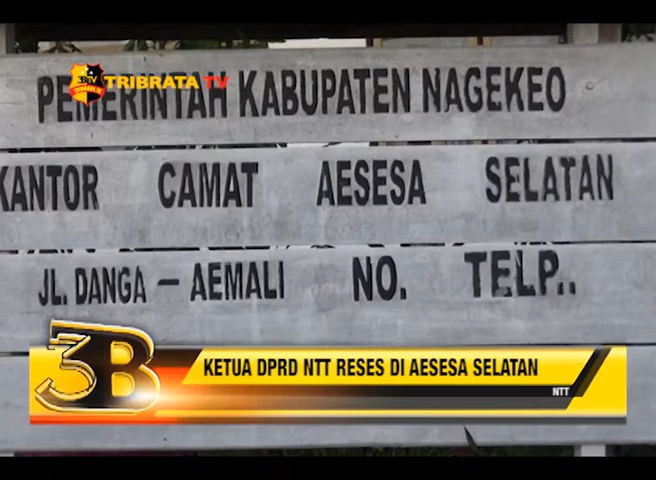 3BTV TRIBRATA TV
PEMERINTAH KABUPATEN NAGEKEO
KANTOR CAMAT AESESA SELATAN
JL. DANGA – AEMALI NO. TELP..
3B KETUA DPRD NTT RESES DI AESESA SELATAN
NTT